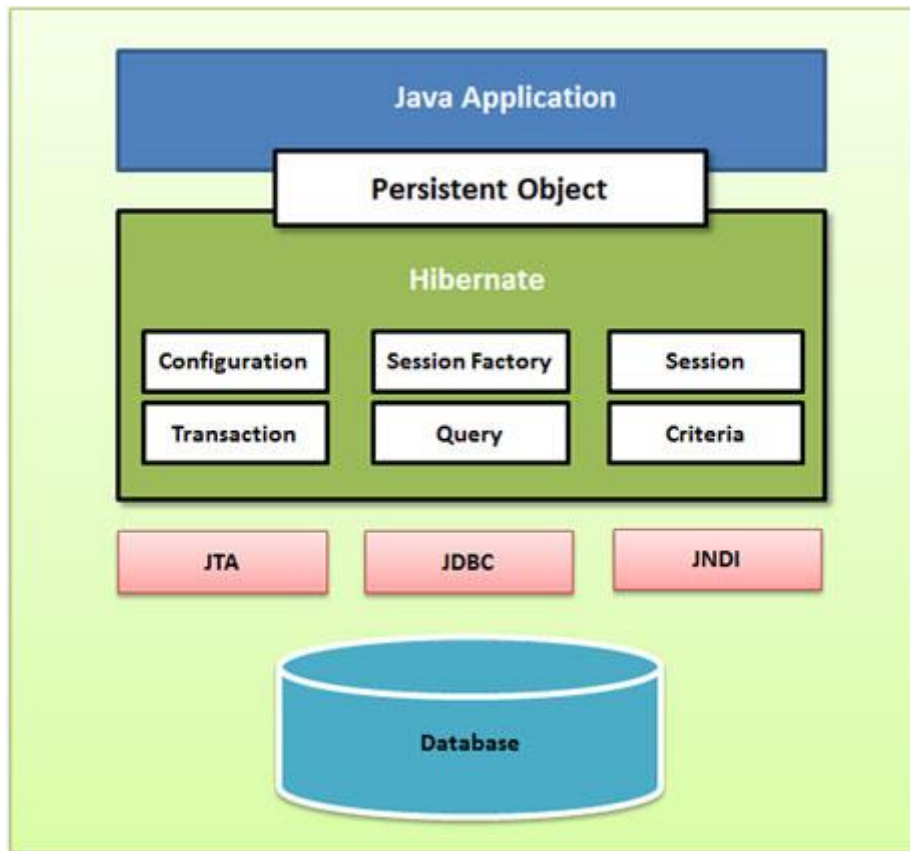 Java Application
Persistent Object
Hibernate
Configuration
Session Factory
Session
Transaction
Query
Criteria
JTA
JDBC
JNDI
Database